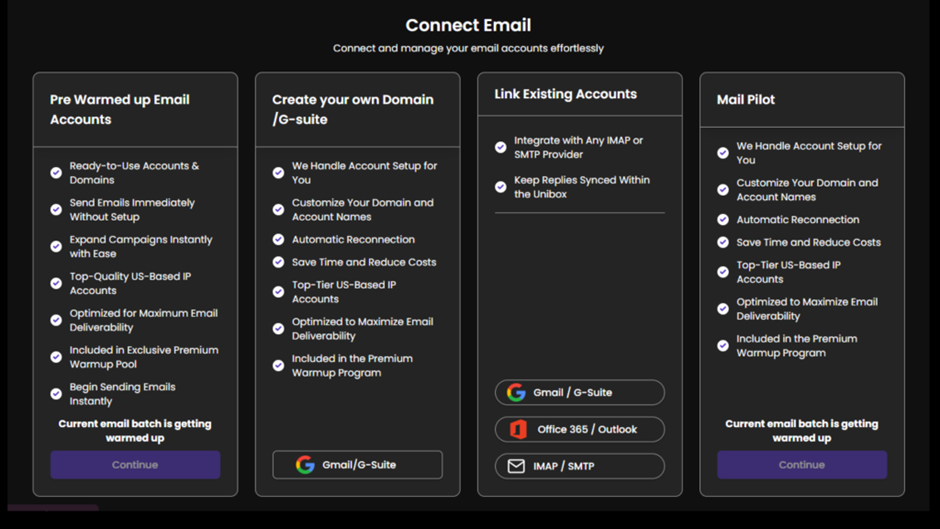 Connect Email
Connect and manage your email accounts effortlessly
Pre Warmed up Email
Accounts
Ready-to-Use Accounts &
Domains
Send Emails Immediately
Without Setup
Expand Campaigns Instantly
with Ease
Top-Quality US-Based IP
Accounts
Optimized for Maximum Email
Deliverability
Included in Exclusive Premium
Warmup Pool
Begin Sending Emails
Instantly
Current email batch is getting
warmed up
Continue
Create your own Domain
/G-suite
We Handle Account Setup for
You
Customize Your Domain and
Account Names
Automatic Reconnection
Save Time and Reduce Costs
Top-Tier US-Based IP
Accounts
Optimized to Maximize Email
Deliverability
Included in the Premium
Warmup Program
Gmail/G-Suite
Link Existing Accounts
Integrate with Any IMAP or
SMTP Provider
Keep Replies Synced Within
the Unibox
Gmail / G-Suite
Office 365 / Outlook
IMAP / SMTP
Mail Pilot
We Handle Account Setup for
You
Customize Your Domain and
Account Names
Automatic Reconnection
Save Time and Reduce Costs
Top-Tier US-Based IP
Accounts
Optimized to Maximize Email
Deliverability
Included in the Premium
Warmup Program
Current email batch is getting
warmed up
Continue